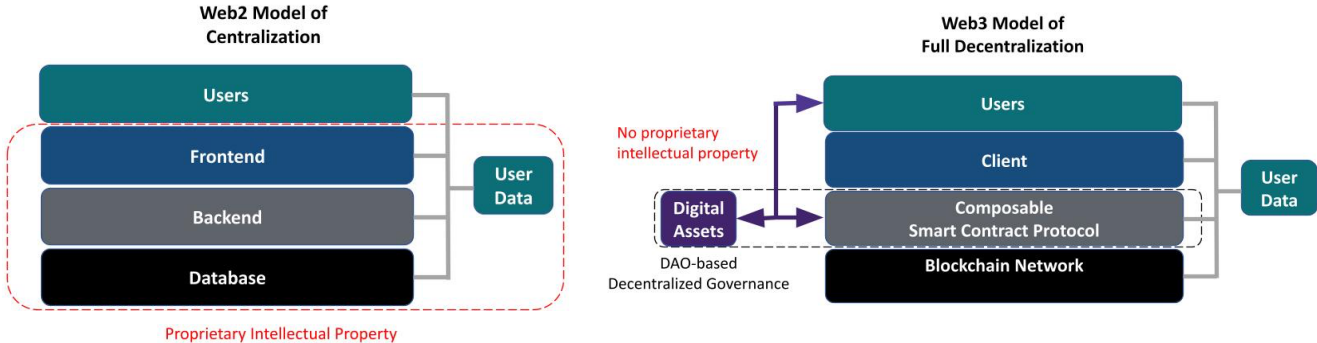 Web2 Model of
Centralization
Users
Frontend
Backend
Database
User
Data
Proprietary Intellectual Property
Web3 Model of
Full Decentralization
Users
No proprietary
intellectual property
Client
Digital
Assets
Composable
Smart Contract Protocol
User
Data
DAO-based
Decentralized Governance
Blockchain Network